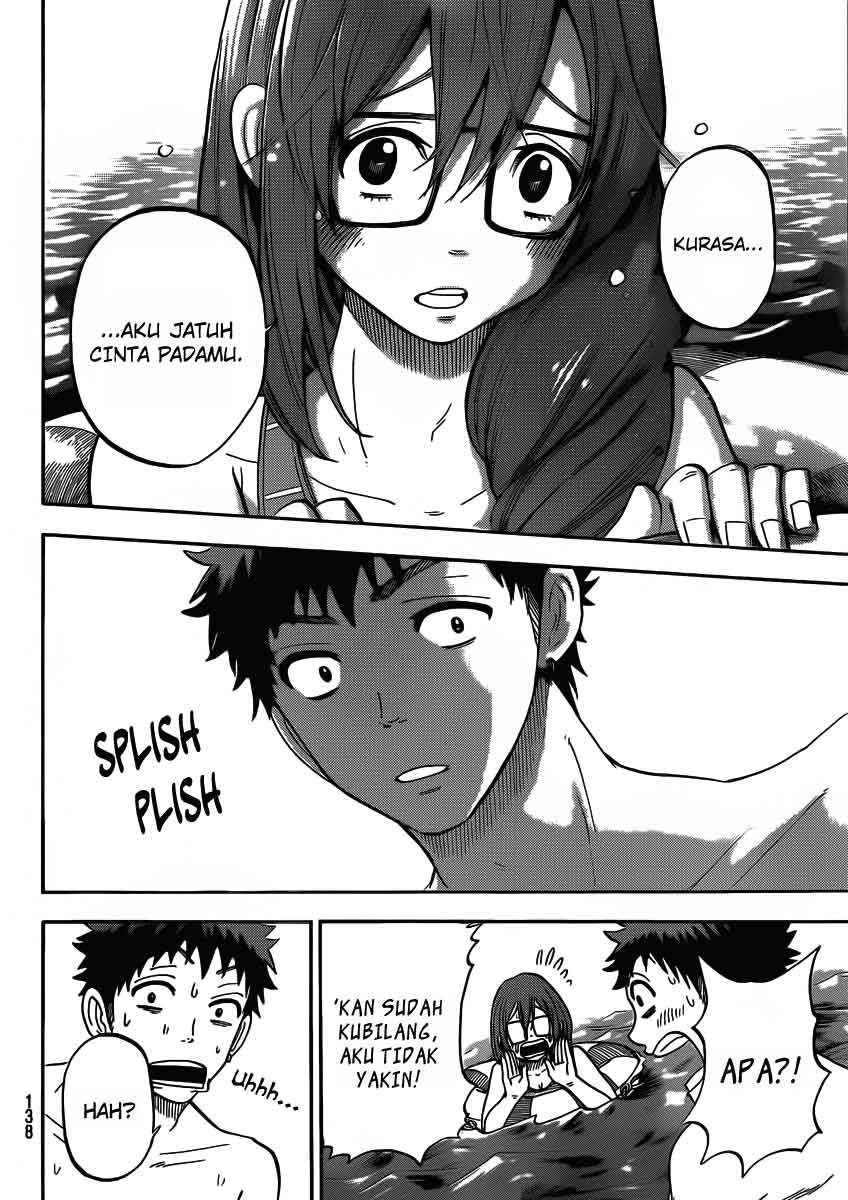 KURASA...
...AKU JATUH
CINTA PADAMU.
SPLISH
PLISH
APA?!
'KAN SUDAH
KUBILANG,
AKU TIDAK
YAKIN!
Uhhh...
HAH?
138